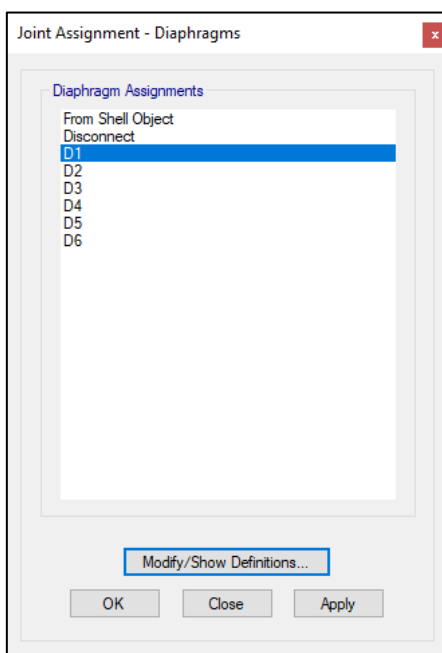 Joint Assignment - Diaphragms
x
Diaphragm Assignments
From Shell Object
Disconnect
D1
D2
D3
D4
D5
D6
Modify/Show Definitions...
OK Close Apply